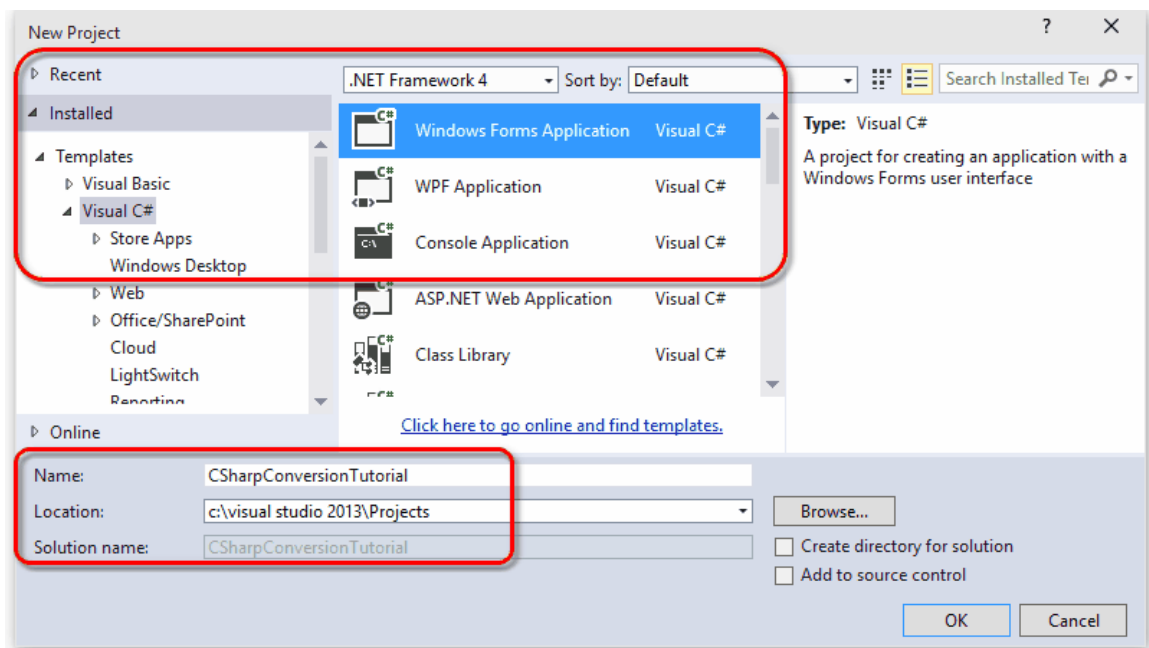 New Project
?
Recent
.NET Framework 4
Sort by:
Default
Search Installed Ter
Installed
Templates
Visual Basic
Visual C#
Store Apps
Windows Desktop
Web
Office/SharePoint
Cloud
LightSwitch
Reporting
Online
C#
Windows Forms Application Visual C#
C#
WPF Application Visual C#
C#
C:\
Console Application Visual C#
C#
ASP.NET Web Application Visual C#
C#
Class Library Visual C#
C#
Click here to go online and find templates.
Type: Visual C#
A project for creating an application with a
Windows Forms user interface
Name: CSharpConversionTutorial
Location: c:\visual studio 2013\Projects
Browse...
Solution name: CSharpConversionTutorial
Create directory for solution
Add to source control
OK
Cancel